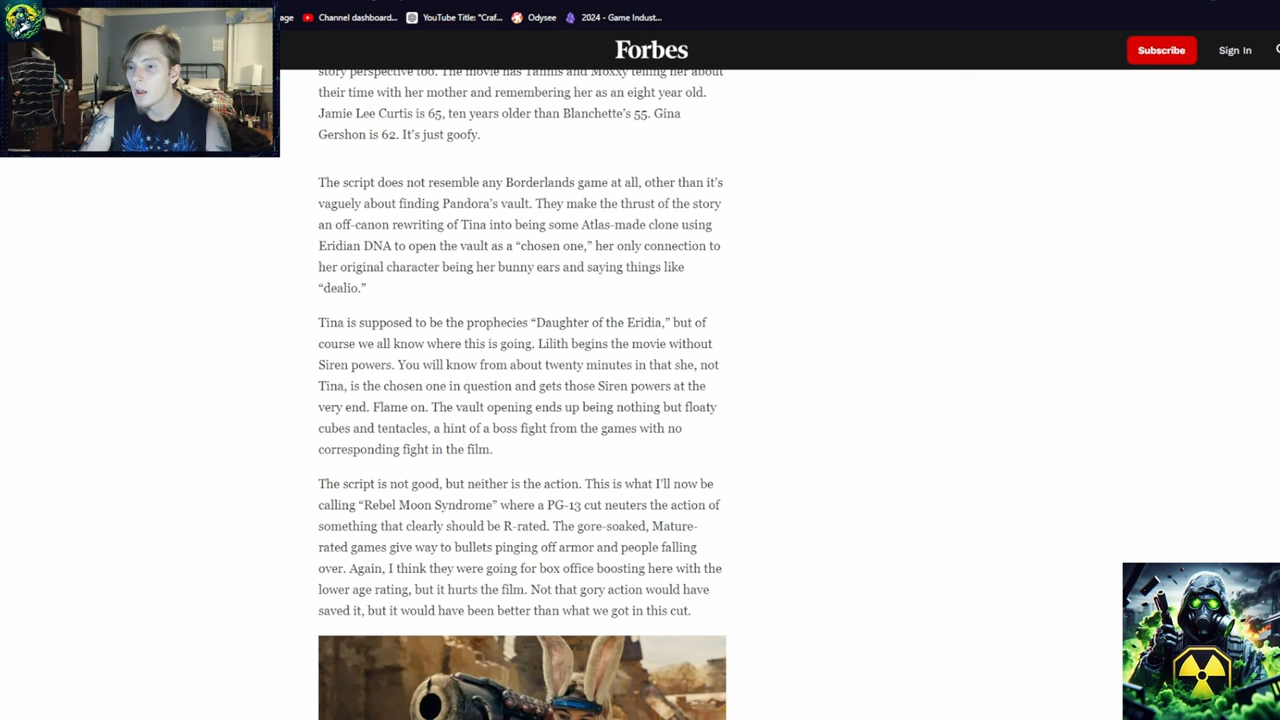 age
Channel dashboard...
YouTube Title: "Craf...
Odysee
2024 - Game Indust...
Forbes
Subscribe
Sign In
story perspective too. The movie has Tannis and Moxxy telling her about
their time with her mother and remembering her as an eight year old.
Jamie Lee Curtis is 65, ten years older than Blanchette's 55. Gina
Gershon is 62. It's just goofy.
The script does not resemble any Borderlands game at all, other than it's
vaguely about finding Pandora's vault. They make the thrust of the story
an off-canon rewriting of Tina into being some Atlas-made clone using
Eridian DNA to open the vault as a “chosen one,” her only connection to
her original character being her bunny ears and saying things like
“dealio.”
Tina is supposed to be the prophecies “Daughter of the Eridia,” but of
course we all know where this is going. Lilith begins the movie without
Siren powers. You will know from about twenty minutes in that she, not
Tina, is the chosen one in question and gets those Siren powers at the
very end. Flame on. The vault opening ends up being nothing but floaty
cubes and tentacles, a hint of a boss fight from the games with no
corresponding fight in the film.
The script is not good, but neither is the action. This is what I'll now be
calling “Rebel Moon Syndrome” where a PG-13 cut neuters the action of
something that clearly should be R-rated. The gore-soaked, Mature-
rated games give way to bullets pinging off armor and people falling
over. Again, I think they were going for box office boosting here with the
lower age rating, but it hurts the film. Not that gory action would have
saved it, but it would have been better than what we got in this cut.